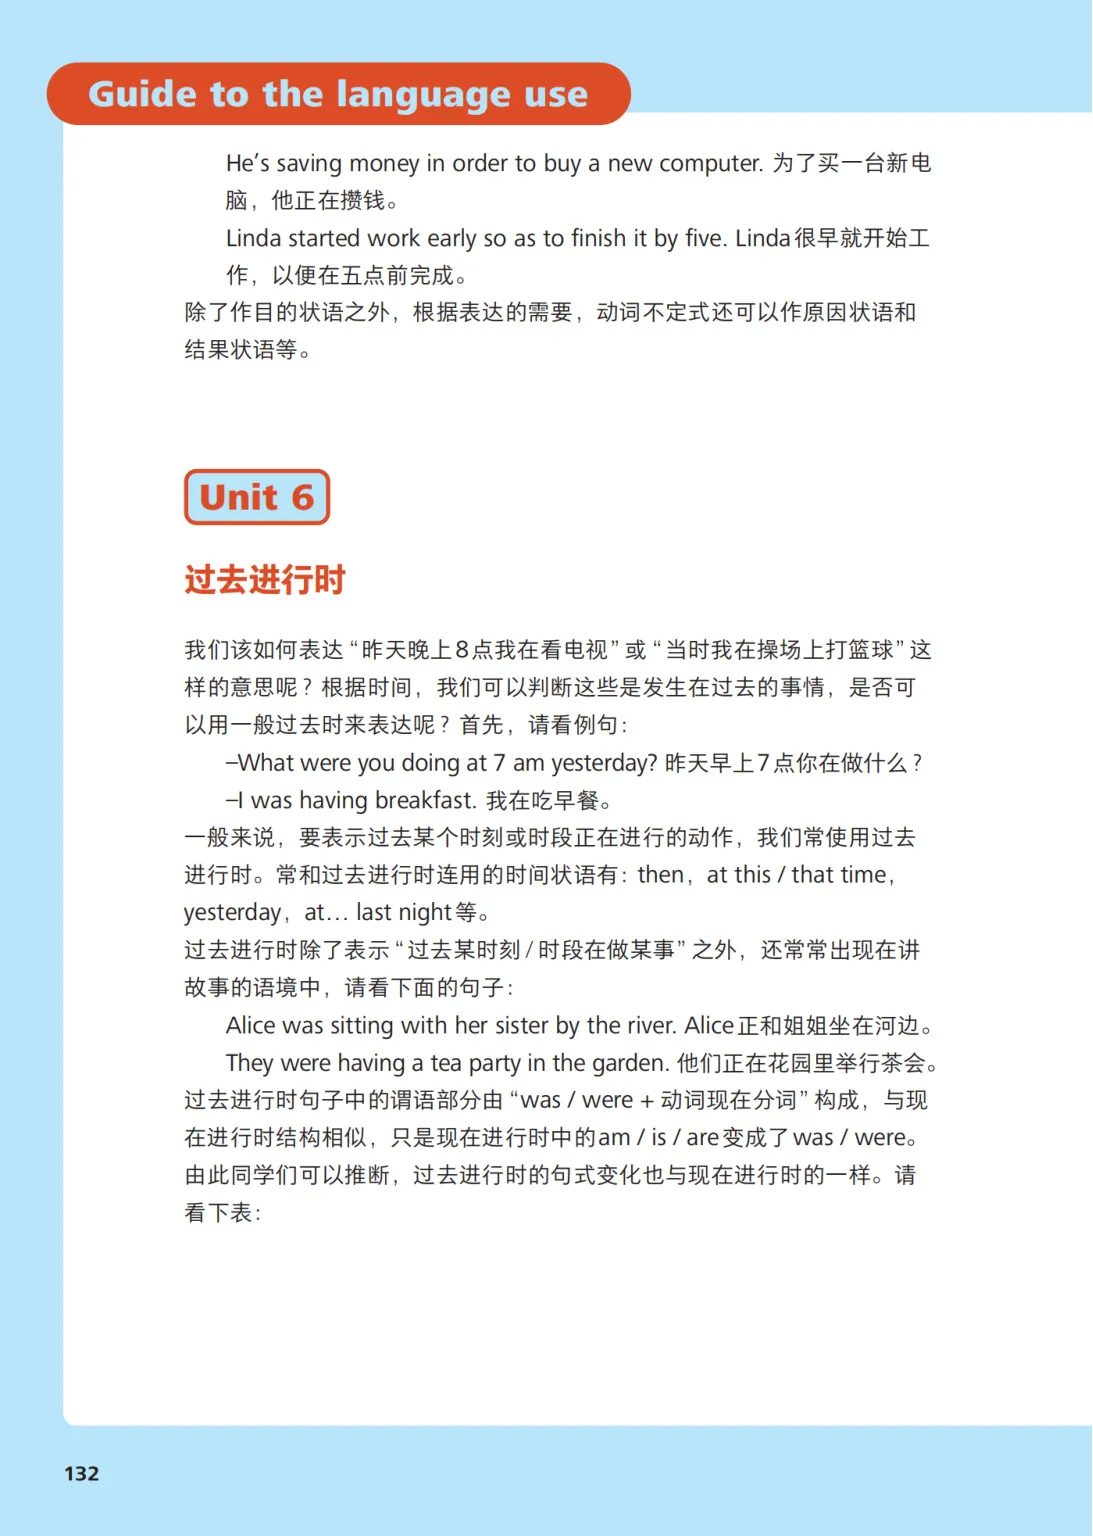 Guide to the language use
He’s saving money in order to buy a new computer. 为了买一台新电
脑，他正在攒钱。
Linda started work early so as to finish it by five. Linda很早就开始工
作，以便在五点前完成。
除了作目的状语之外，根据表达的需要，动词不定式还可以作原因状语和
结果状语等。
Unit 6
过去进行时
我们该如何表达“昨天晚上8点我在看电视”或“当时我在操场上打篮球”这
样的意思呢？根据时间，我们可以判断这些是发生在过去的事情，是否可
以用一般过去时来表达呢？首先，请看例句：
–What were you doing at 7 am yesterday? 昨天早上7点你在做什么？
–I was having breakfast. 我在吃早餐。
一般来说，要表示过去某个时刻或时段正在进行的动作，我们常使用过去
进行时。常和过去进行时连用的时间状语有：then，at this / that time，
yesterday，at… last night等。
过去进行时除了表示“过去某时刻 / 时段在做某事”之外，还常常出现在讲
故事的语境中，请看下面的句子：
Alice was sitting with her sister by the river. Alice正和姐姐坐在河边。
They were having a tea party in the garden. 他们正在花园里举行茶会。
过去进行时句子中的谓语部分由“was / were + 动词现在分词”构成，与现
在进行时结构相似，只是现在进行时中的am / is / are变成了was / were。
由此同学们可以推断，过去进行时的句式变化也与现在进行时的一样。请
看下表：
132